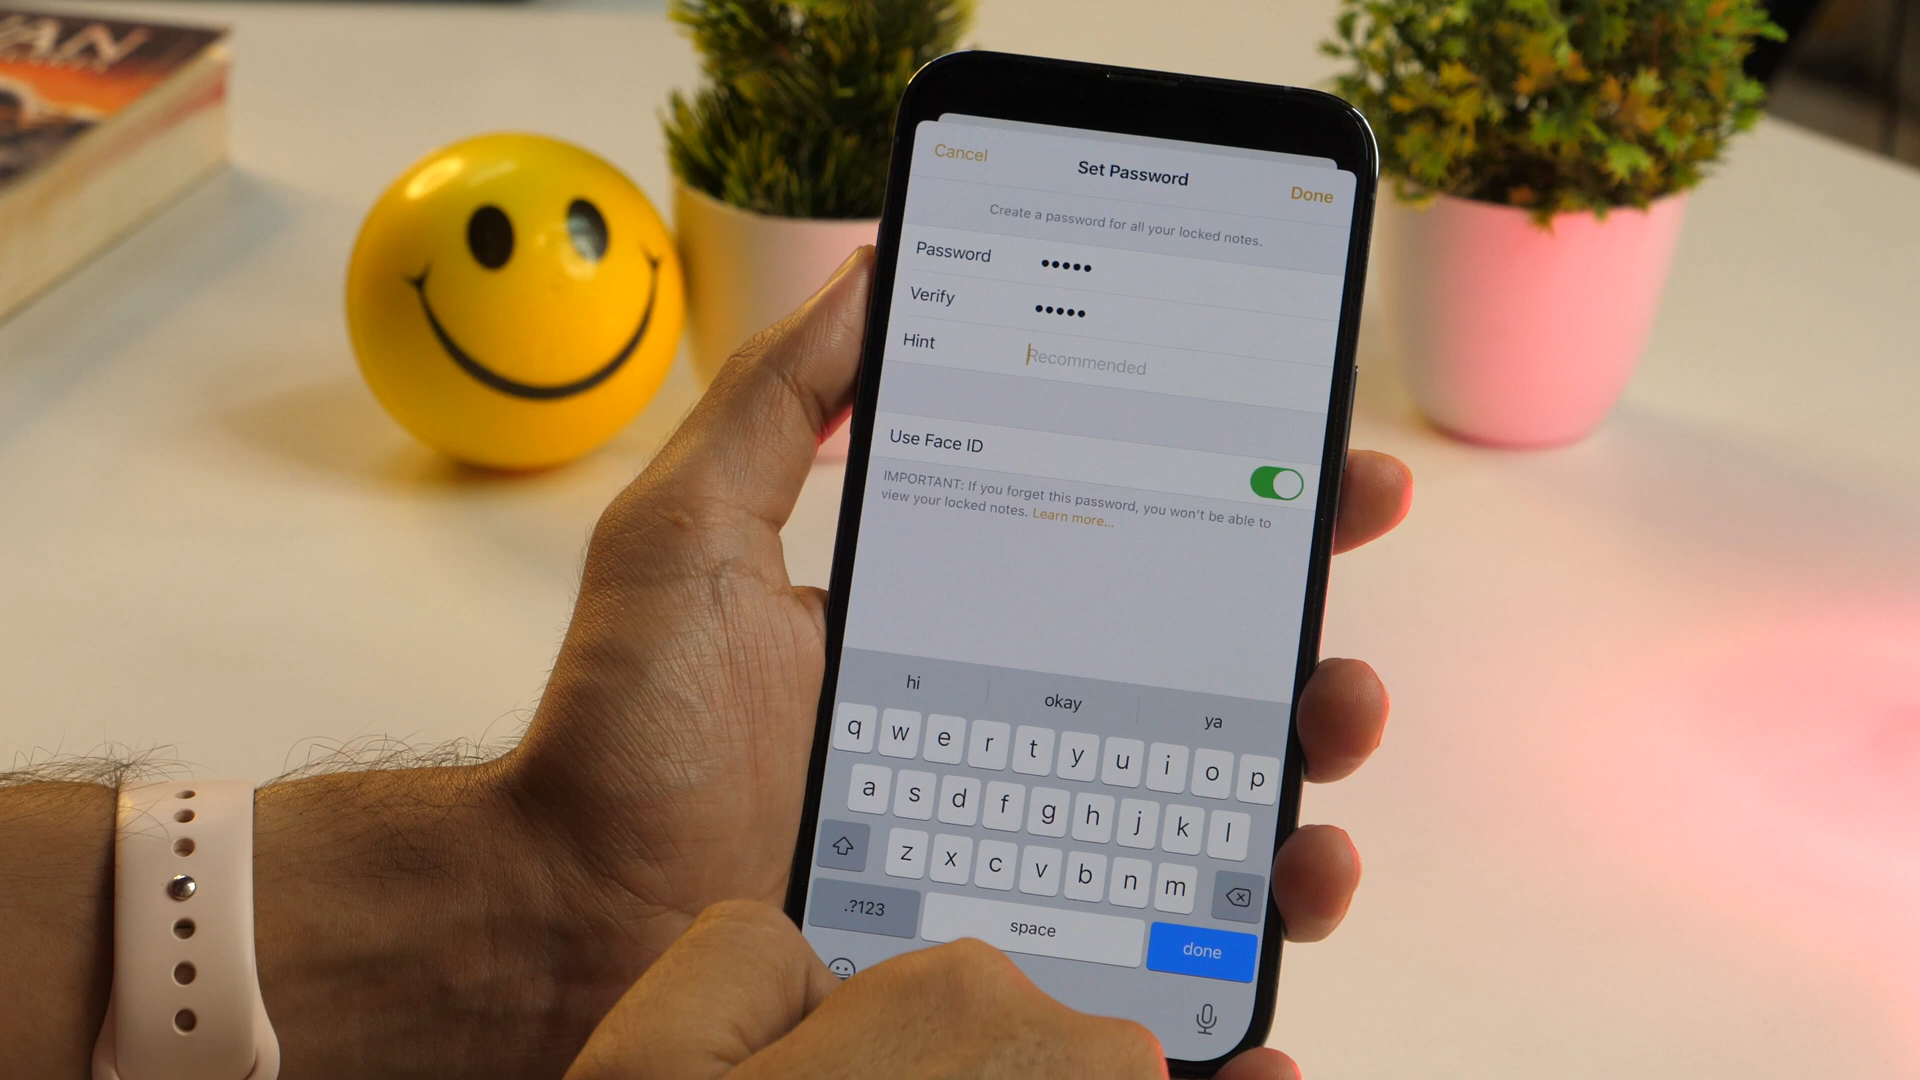 Cancel
Set Password
Done
Create a password for all your locked notes.
Password •••••
Verify •••••
Hint Recommended
Use Face ID
IMPORTANT: If you forget this password, you won't be able to
view your locked notes. Learn more...
hi okay ya
q w e r t y u i o p
a s d f g h j k l
z x c v b n m
.?123 space done